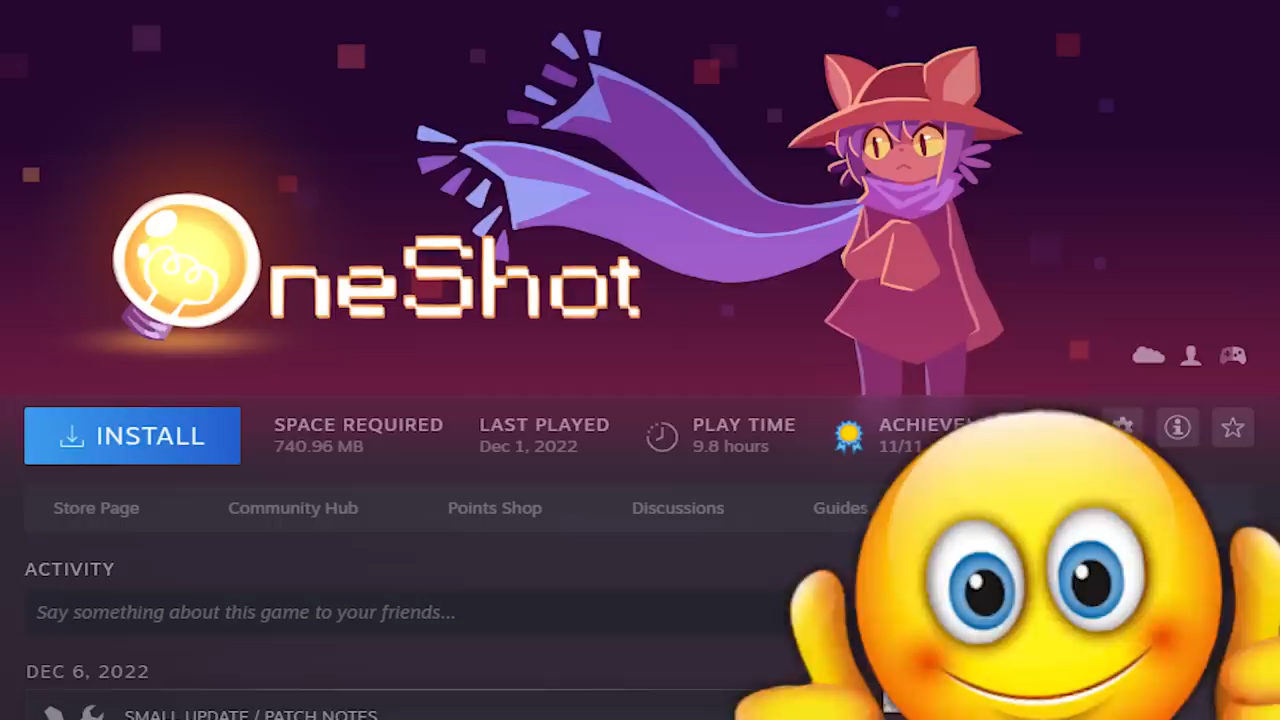 OneShot
INSTALL
SPACE REQUIRED
740.96 MB
LAST PLAYED
Dec 1, 2022
PLAY TIME
9.8 hours
11/11
Store Page
Community Hub
Points Shop
Discussions
Guides
ACTIVITY
Say something about this game to your friends...
DEC 6, 2022
SMALL UPDATE / PATCH NOTES